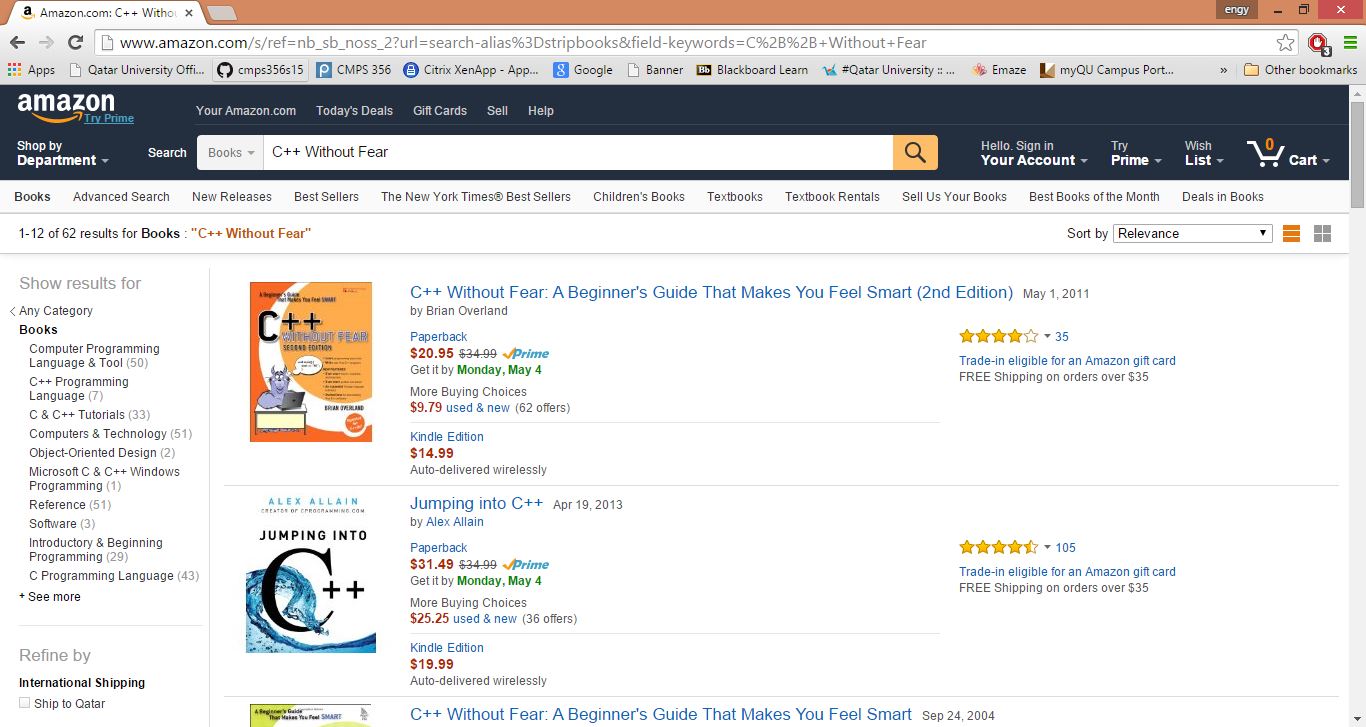 Amazon.com: C++ Withou
engy
www.amazon.com/s/ref=nb_sb_noss_2?url=search-alias%3Dstripbooks&field-keywords=C%2B%2B+Without+Fear
3
Apps Qatar University Offi... cmps356s15 CMPS 356 Citrix XenApp - App... Google Banner Blackboard Learn #Qatar University :: ... Emaze myQU Campus Port... » Other bookmarks
amazon
Try Prime
Your Amazon.com Today's Deals Gift Cards Sell Help
Shop by
Department
Search Books C++ Without Fear
Hello. Sign in
Your Account
Try
Prime
Wish
List
0
Cart
Books Advanced Search New Releases Best Sellers The New York Times® Best Sellers Children's Books Textbooks Textbook Rentals Sell Us Your Books Best Books of the Month Deals in Books
1-12 of 62 results for Books : "C++ Without Fear"
Sort by Relevance
Show results for
Any Category
Books
Computer Programming
Language & Tool (50)
C++ Programming
Language (7)
C & C++ Tutorials (33)
Computers & Technology (51)
Object-Oriented Design (2)
Microsoft C & C++ Windows
Programming (1)
Reference (51)
Software (3)
Introductory & Beginning
Programming (29)
C Programming Language (43)
+ See more
Refine by
International Shipping
Ship to Qatar
A Beginner's Guide
That Makes You Feel SMART
C++
WITHOUT FEAR
SECOND EDITION
BRIAN OVERLAND
C++ Without Fear: A Beginner's Guide That Makes You Feel Smart (2nd Edition) May 1, 2011
by Brian Overland
Paperback
$20.95 $34.99 Prime
Get it by Monday, May 4
More Buying Choices
$9.79 used & new (62 offers)
Kindle Edition
$14.99
Auto-delivered wirelessly
35
Trade-in eligible for an Amazon gift card
FREE Shipping on orders over $35
ALEX ALLAIN
CREATOR OF CPROGRAMMING.COM
JUMPING INTO
C++
Jumping into C++ Apr 19, 2013
by Alex Allain
Paperback
$31.49 $34.99 Prime
Get it by Monday, May 4
More Buying Choices
$25.25 used & new (36 offers)
Kindle Edition
$19.99
Auto-delivered wirelessly
105
Trade-in eligible for an Amazon gift card
FREE Shipping on orders over $35
A Beginner's Guide
That Makes You Feel SMART
C++ Without Fear: A Beginner's Guide That Makes You Feel Smart Sep 24, 2004